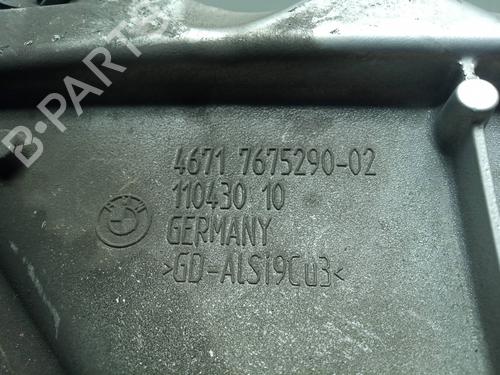 B-PARTS
4671 7675290-02
110430 10
GERMANY
>GD-AlSi9Cu3<